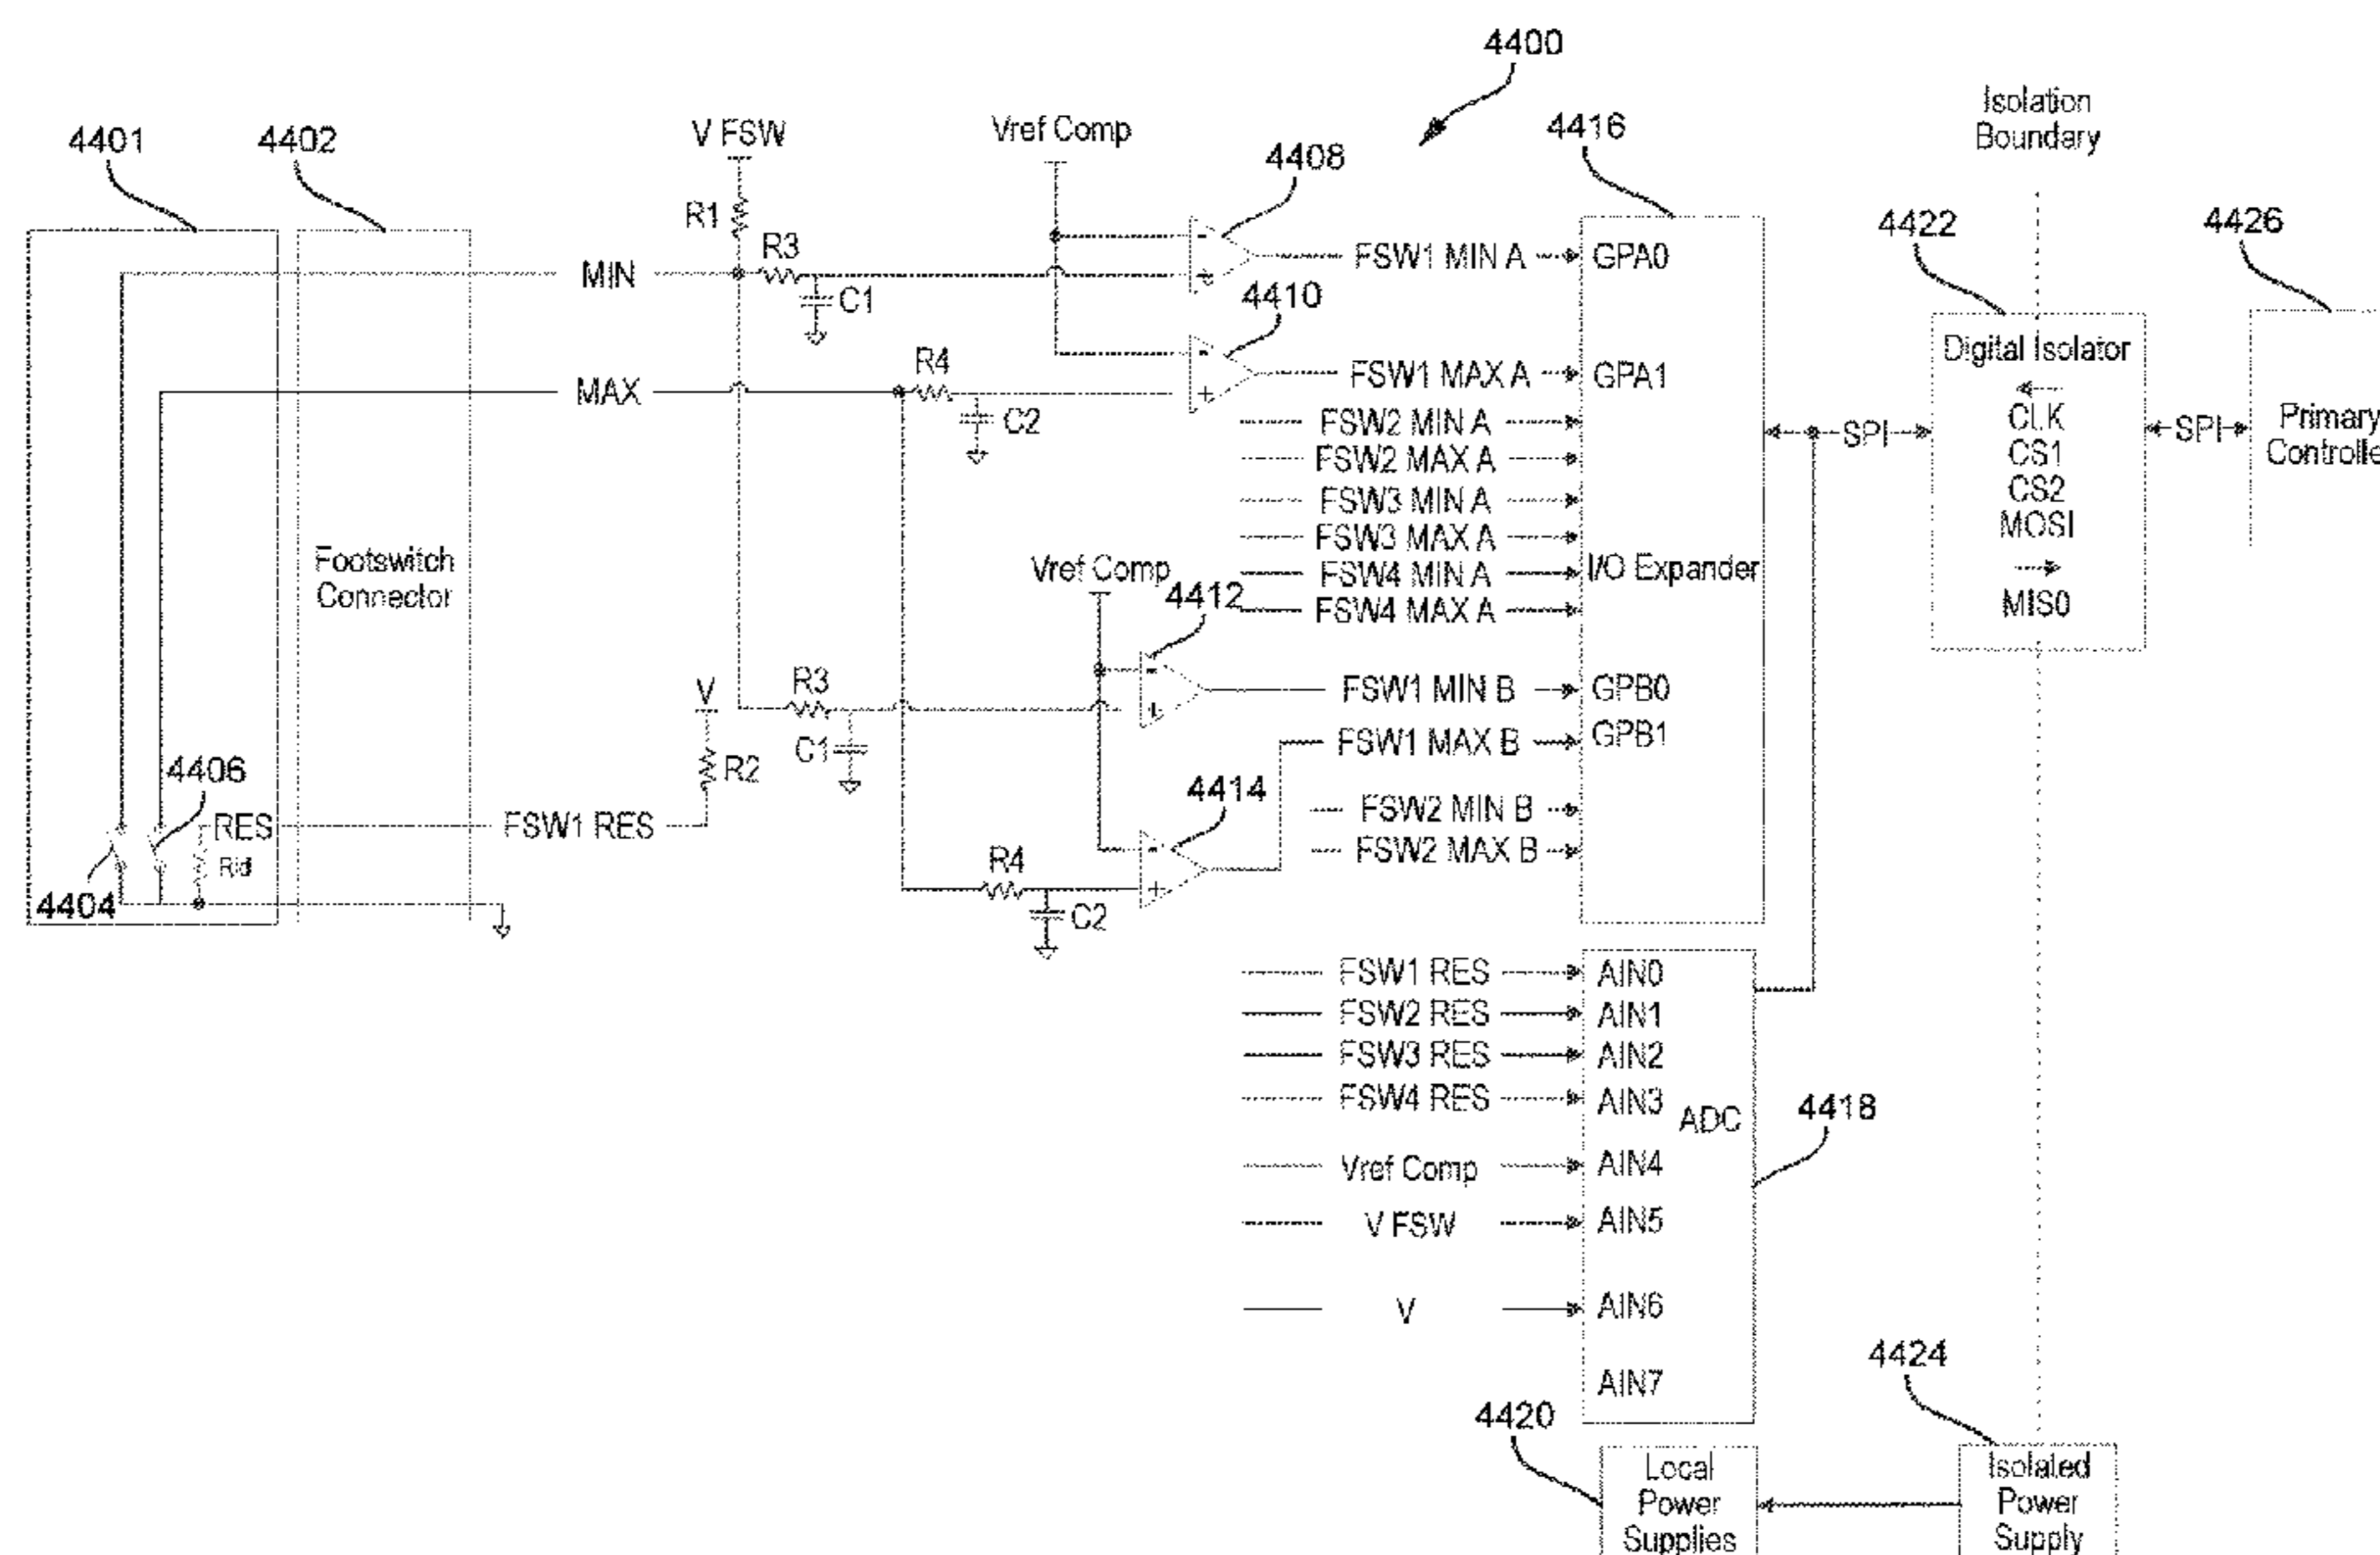 4400
Isolation
Boundary
4401
4402
V FSW
Vref Comp
4408
4416
4422
4426
R1
R3
MIN
C1
-
+
FSW1 MIN A
GPA0
4410
Digital Isolator
CLK
CS1
CS2
MOSI
MISO
MAX
R4
C2
-
+
FSW1 MAX A
GPA1
FSW2 MIN A
FSW2 MAX A
FSW3 MIN A
FSW3 MAX A
FSW4 MIN A
FSW4 MAX A
I/O Expander
SPI
SPI
Primary
Controlle
Footswitch
Connector
Vref Comp
4412
-
+
V
R2
R3
C1
FSW1 MIN B
GPB0
FSW1 MAX B
GPB1
4406
4414
RES
Rid
FSW1 RES
4404
R4
C2
-
+
FSW2 MIN B
FSW2 MAX B
FSW1 RES
AIN0
FSW2 RES
AIN1
FSW3 RES
AIN2
FSW4 RES
AIN3
ADC
4418
Vref Comp
AIN4
V FSW
AIN5
V
AIN6
AIN7
4420
4424
Local
Power
Supplies
Isolated
Power
Supply